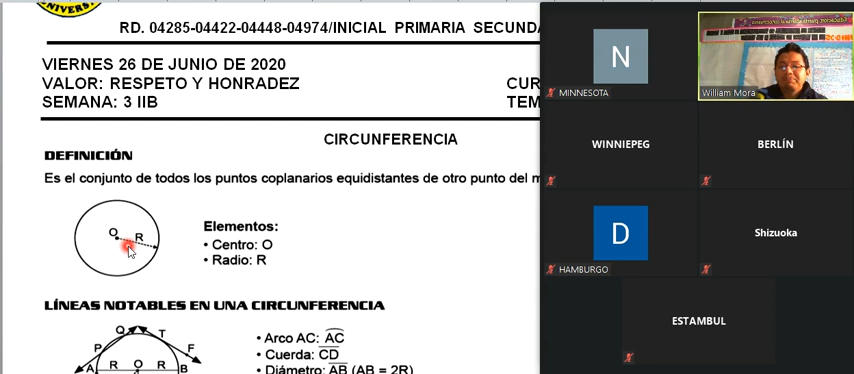 UNIVERS
RD. 04285-04422-04448-04974/INICIAL PRIMARIA SECUNDA
VIERNES 26 DE JUNIO DE 2020
VALOR: RESPETO Y HONRADEZ
CUR
SEMANA: 3 IIB
TEM
CIRCUNFERENCIA
DEFINICIÓN
Es el conjunto de todos los puntos coplanarios equidistantes de otro punto del m
O
R
Elementos:
• Centro: O
• Radio: R
LÍNEAS NOTABLES EN UNA CIRCUNFERENCIA
Q
T
P
F
A
R
O
R
B
• Arco AC: AC
• Cuerda: CD
• Diámetro: AB (AB = 2R)
N
MINNESOTA
William Mora
WINNIEPEG
BERLÍN
D
HAMBURGO
Shizuoka
ESTAMBUL